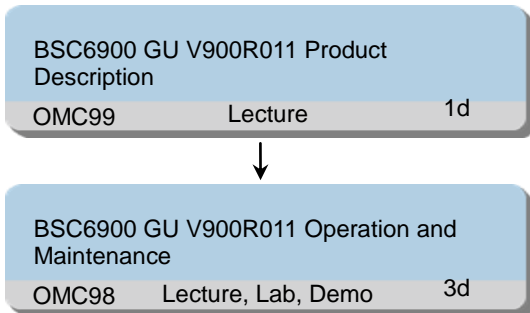 BSC6900 GU V900R011 Product
Description
OMC99 Lecture 1d
BSC6900 GU V900R011 Operation and
Maintenance
OMC98 Lecture, Lab, Demo 3d